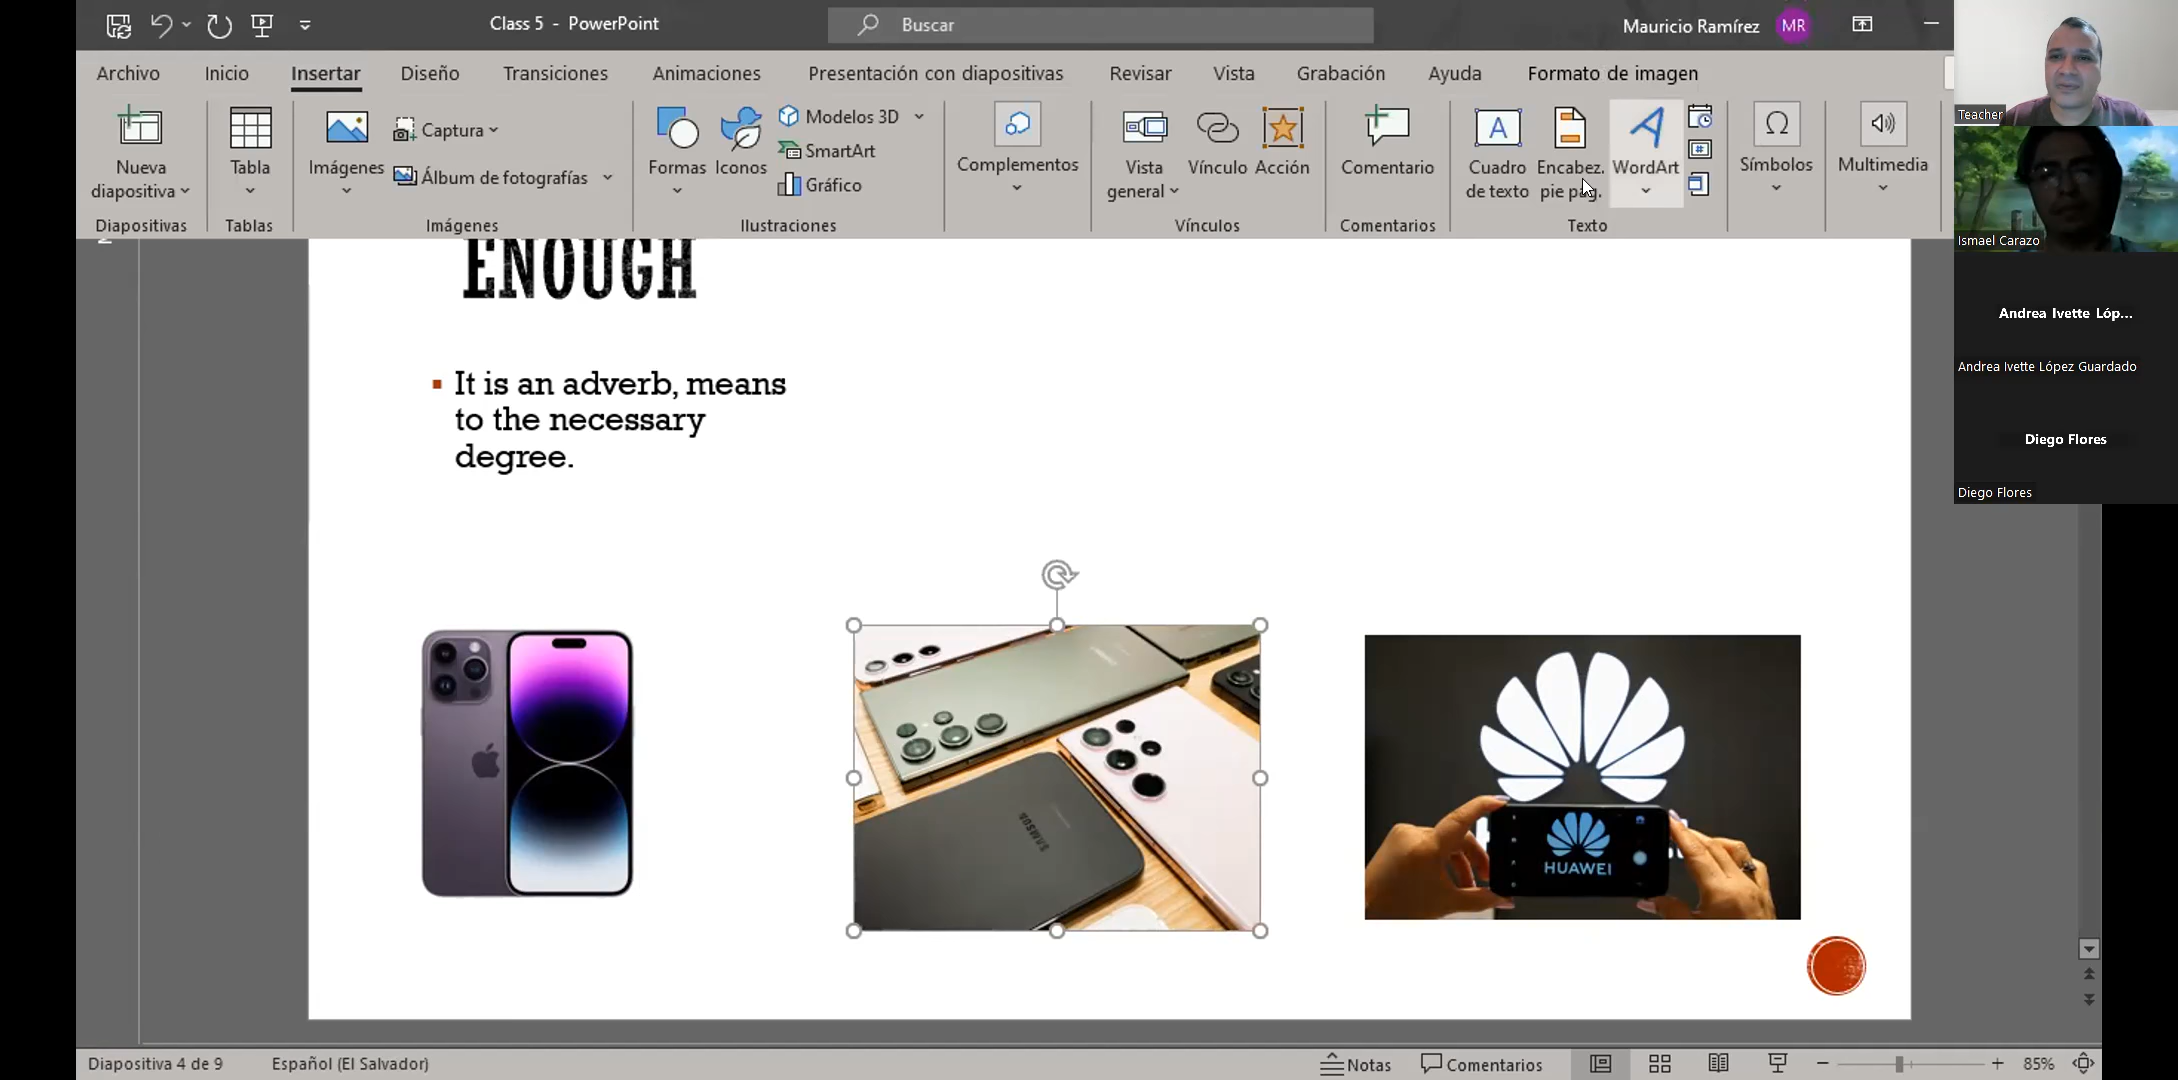 Class 5 - PowerPoint
Buscar
Mauricio Ramírez
MR
Archivo
Inicio
Insertar
Diseño
Transiciones
Animaciones
Presentación con diapositivas
Revisar
Vista
Grabación
Ayuda
Formato de imagen
Nueva
diapositiva
Diapositivas
Tabla
Tablas
Imágenes
Captura
Álbum de fotografías
Imágenes
Formas
Iconos
Modelos 3D
SmartArt
Gráfico
Ilustraciones
Complementos
Vista
general
Vínculo
Acción
Vínculos
Comentario
Comentarios
Cuadro
de texto
Encabez.
pie pág.
WordArt
Texto
Símbolos
Multimedia
Teacher
Ismael Carazo
Andrea Ivette Lóp...
Andrea Ivette López Guardado
Diego Flores
Diego Flores
ENOUGH
It is an adverb, means
to the necessary
degree.
SAMSUNG
HUAWEI
Diapositiva 4 de 9
Español (El Salvador)
Notas
Comentarios
85%